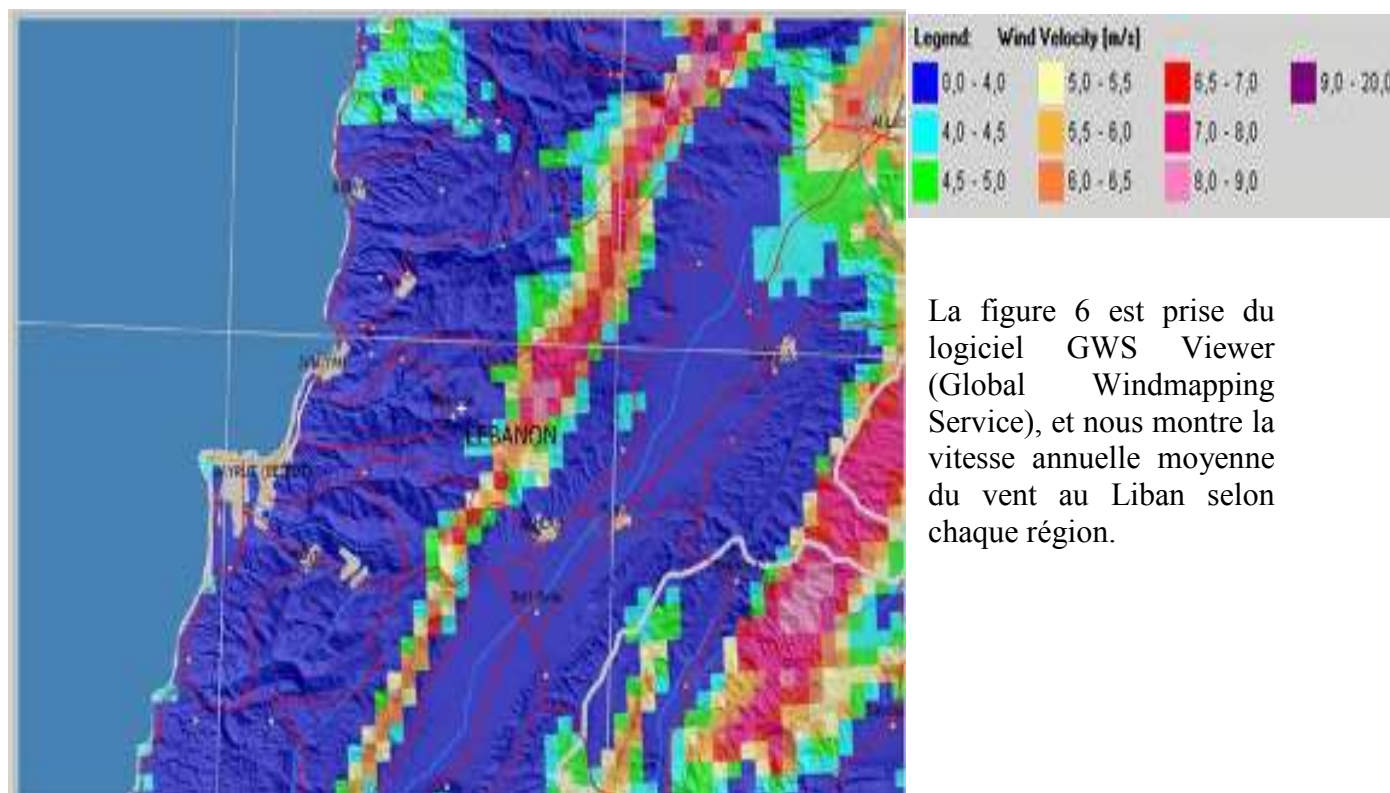 Legend: Wind Velocity [m/s]
0,0 - 4,0
4,0 - 4,5
4,5 - 5,0
5,0 - 5,5
5,5 - 6,0
6,0 - 6,5
6,5 - 7,0
7,0 - 8,0
8,0 - 9,0
9,0 - 20,0
LEBANON
La figure 6 est prise du
logiciel GWS Viewer
(Global Windmapping
Service), et nous montre la
vitesse annuelle moyenne
du vent au Liban selon
chaque région.